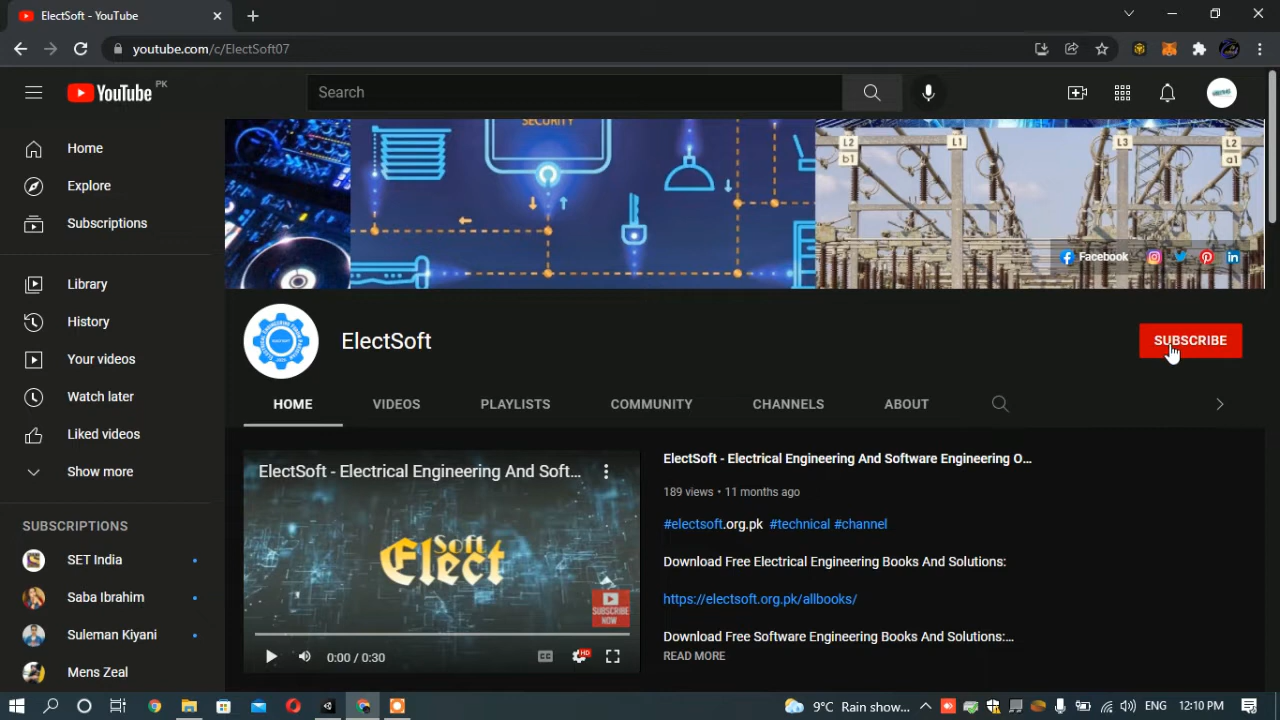 ElectSoft - YouTube
youtube.com/c/ElectSoft07
YouTube PK
Search
SECURITY
L2 b1
L1
L3
L2 a1
Facebook
Home
Explore
Subscriptions
Library
History
Your videos
Watch later
Liked videos
Show more
SUBSCRIPTIONS
SET India
Saba Ibrahim
Suleman Kiyani
Mens Zeal
ElectSoft
SUBSCRIBE
HOME VIDEOS PLAYLISTS COMMUNITY CHANNELS ABOUT
ElectSoft - Electrical Engineering And Soft...
Soft
Elect
SUBSCRIBE
NOW
0:00 / 0:30
CC
HD
ElectSoft - Electrical Engineering And Software Engineering O...
189 views • 11 months ago
#electsoft.org.pk #technical #channel
Download Free Electrical Engineering Books And Solutions:
https://electsoft.org.pk/allbooks/
Download Free Software Engineering Books And Solutions:...
READ MORE
9°C Rain show...
ENG 12:10 PM